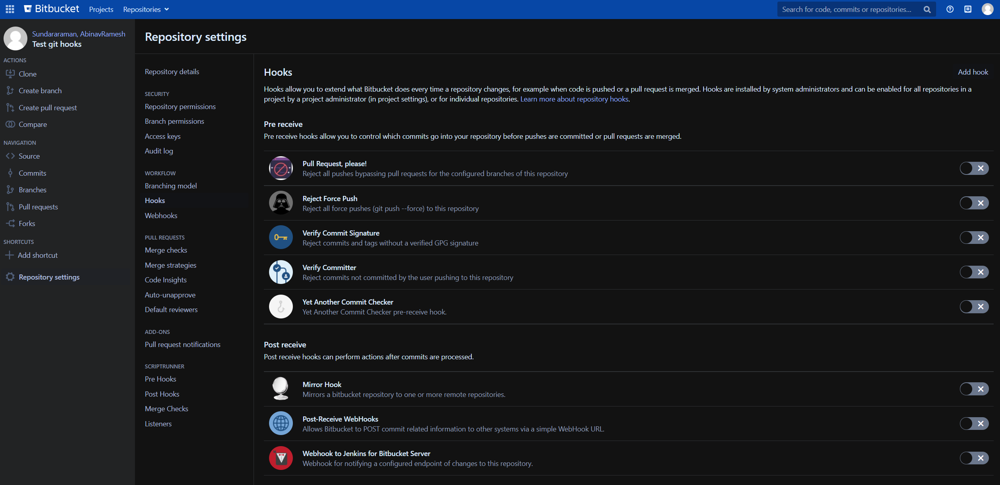 Bitbucket
Projects
Repositories
Search for code, commits or repositories...
Sundararaman, AbinavRamesh
Test git hooks
ACTIONS
Clone
Create branch
Create pull request
Compare
NAVIGATION
Source
Commits
Branches
Pull requests
Forks
SHORTCUTS
Add shortcut
Repository settings
Repository settings
Repository details
SECURITY
Repository permissions
Branch permissions
Access keys
Audit log
WORKFLOW
Branching model
Hooks
Webhooks
PULL REQUESTS
Merge checks
Merge strategies
Code Insights
Auto-unapprove
Default reviewers
ADD-ONS
Pull request notifications
SCRIPTRUNNER
Pre Hooks
Post Hooks
Merge Checks
Listeners
Hooks
Add hook
Hooks allow you to extend what Bitbucket does every time a repository changes, for example when code is pushed or a pull request is merged. Hooks are installed by system administrators and can be enabled for all repositories in a
project by a project administrator (in project settings), or for individual repositories. Learn more about repository hooks.
Pre receive
Pre receive hooks allow you to control which commits go into your repository before pushes are committed or pull requests are merged.
Pull Request, please!
Reject all pushes bypassing pull requests for the configured branches of this repository
Reject Force Push
Reject all force pushes (git push --force) to this repository
Verify Commit Signature
Reject commits and tags without a verified GPG signature
Verify Committer
Reject commits not committed by the user pushing to this repository
Yet Another Commit Checker
Yet Another Commit Checker pre-receive hook.
Post receive
Post receive hooks can perform actions after commits are processed.
Mirror Hook
Mirrors a bitbucket repository to one or more remote repositories.
Post-Receive WebHooks
Allows Bitbucket to POST commit related information to other systems via a simple WebHook URL.
Webhook to Jenkins for Bitbucket Server
Webhook for notifying a configured endpoint of changes to this repository.